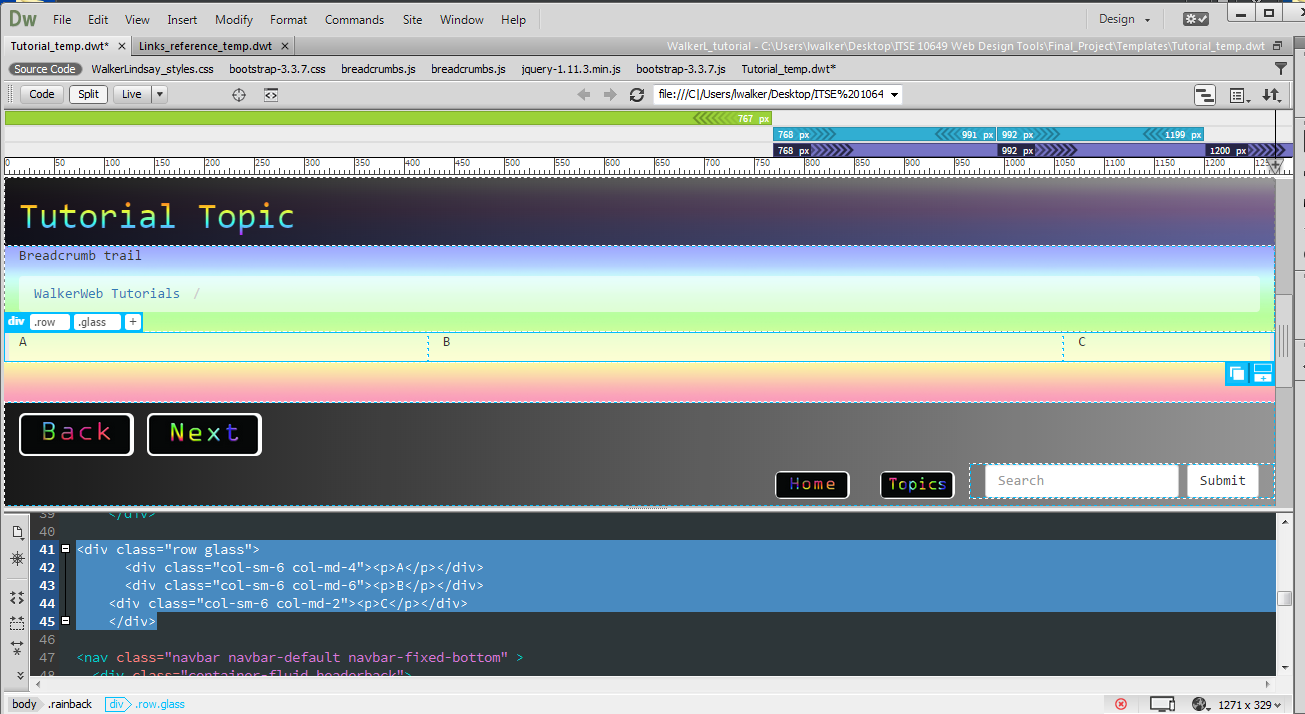 Dw File Edit View Insert Modify Format Commands Site Window Help Design
Tutorial_temp.dwt* × Links_reference_temp.dwt × WalkerL_tutorial - C:\Users\lwalker\Desktop\ITSE 10649 Web Design Tools\Final_Project\Templates\Tutorial_temp.dwt
Source Code WalkerLindsay_styles.css bootstrap-3.3.7.css breadcrumbs.js breadcrumbs.js jquery-1.11.3.min.js bootstrap-3.3.7.js Tutorial_temp.dwt*
Code Split Live file:///C|/Users/lwalker/Desktop/ITSE%201064
767 px
768 px 991 px 992 px 1199 px
768 px 992 px 1200 px
0 50 100 150 200 250 300 350 400 450 500 550 600 650 700 750 800 850 900 950 1000 1050 1100 1150 1200
Tutorial Topic
Breadcrumb trail
WalkerWeb Tutorials /
div .row .glass +
A B C
Back Next
Home Topics Search Submit
39 </div>
40
41 <div class="row glass">
42 <div class="col-sm-6 col-md-4"><p>A</p></div>
43 <div class="col-sm-6 col-md-6"><p>B</p></div>
44 <div class="col-sm-6 col-md-2"><p>C</p></div>
45 </div>
46
47 <nav class="navbar navbar-default navbar-fixed-bottom" >
48 <div class="container-fluid headerback">
body .rainback div .row.glass 1271 x 329